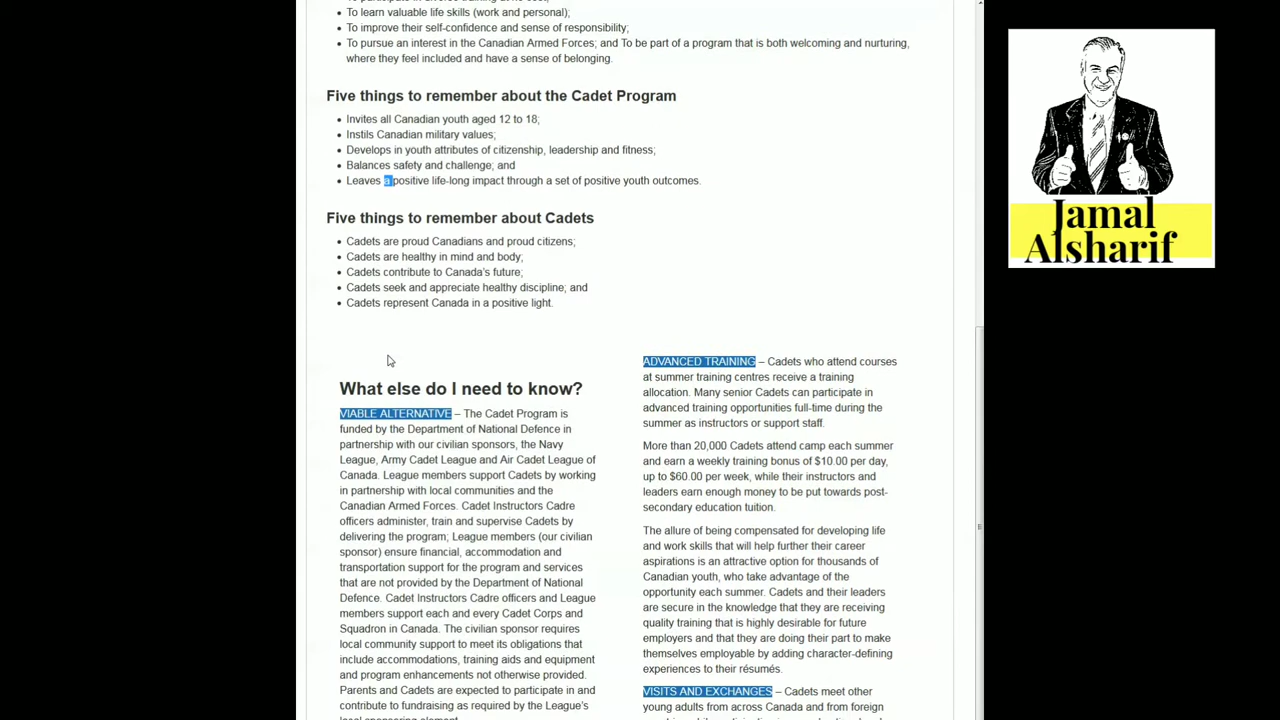 To learn valuable life skills (work and personal);
To improve their self-confidence and sense of responsibility;
To pursue an interest in the Canadian Armed Forces; and To be part of a program that is both welcoming and nurturing,
where they feel included and have a sense of belonging.
Five things to remember about the Cadet Program
Invites all Canadian youth aged 12 to 18;
Instils Canadian military values;
Develops in youth attributes of citizenship, leadership and fitness;
Balances safety and challenge; and
Leaves a positive life-long impact through a set of positive youth outcomes.
Five things to remember about Cadets
Cadets are proud Canadians and proud citizens;
Cadets are healthy in mind and body;
Cadets contribute to Canada's future;
Cadets seek and appreciate healthy discipline; and
Cadets represent Canada in a positive light.
What else do I need to know?
VIABLE ALTERNATIVE – The Cadet Program is
funded by the Department of National Defence in
partnership with our civilian sponsors, the Navy
League, Army Cadet League and Air Cadet League of
Canada. League members support Cadets by working
in partnership with local communities and the
Canadian Armed Forces. Cadet Instructors Cadre
officers administer, train and supervise Cadets by
delivering the program; League members (our civilian
sponsor) ensure financial, accommodation and
transportation support for the program and services
that are not provided by the Department of National
Defence. Cadet Instructors Cadre officers and League
members support each and every Cadet Corps and
Squadron in Canada. The civilian sponsor requires
local community support to meet its obligations that
include accommodations, training aids and equipment
and program enhancements not otherwise provided.
Parents and Cadets are expected to participate in and
contribute to fundraising as required by the League's
ADVANCED TRAINING – Cadets who attend courses
at summer training centres receive a training
allocation. Many senior Cadets can participate in
advanced training opportunities full-time during the
summer as instructors or support staff.
More than 20,000 Cadets attend camp each summer
and earn a weekly training bonus of $10.00 per day,
up to $60.00 per week, while their instructors and
leaders earn enough money to be put towards post-
secondary education tuition.
The allure of being compensated for developing life
and work skills that will help further their career
aspirations is an attractive option for thousands of
Canadian youth, who take advantage of the
opportunity each summer. Cadets and their leaders
are secure in the knowledge that they are receiving
quality training that is highly desirable for future
employers and that they are doing their part to make
themselves employable by adding character-defining
experiences to their résumés.
VISITS AND EXCHANGES – Cadets meet other
young adults from across Canada and from foreign
Jamal
Alsharif